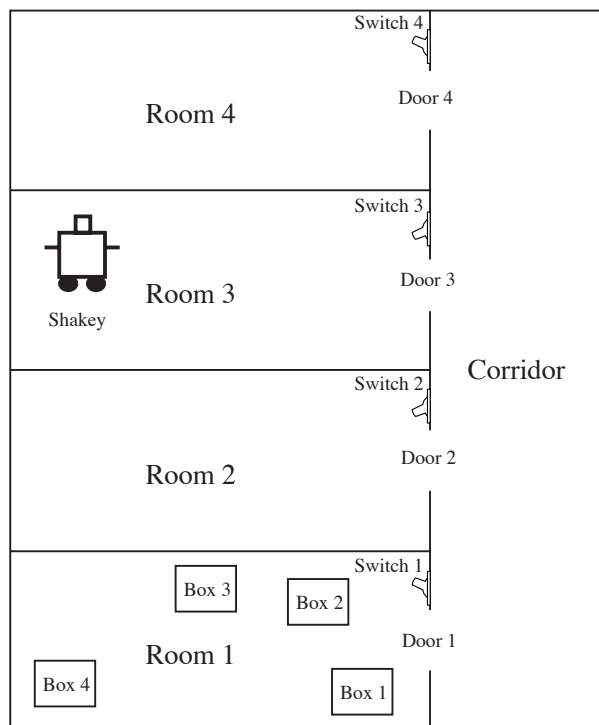 Switch 4
Door 4
Room 4
Switch 3
Door 3
Room 3
Shakey
Corridor
Switch 2
Door 2
Room 2
Switch 1
Box 3
Box 2
Door 1
Room 1
Box 4
Box 1